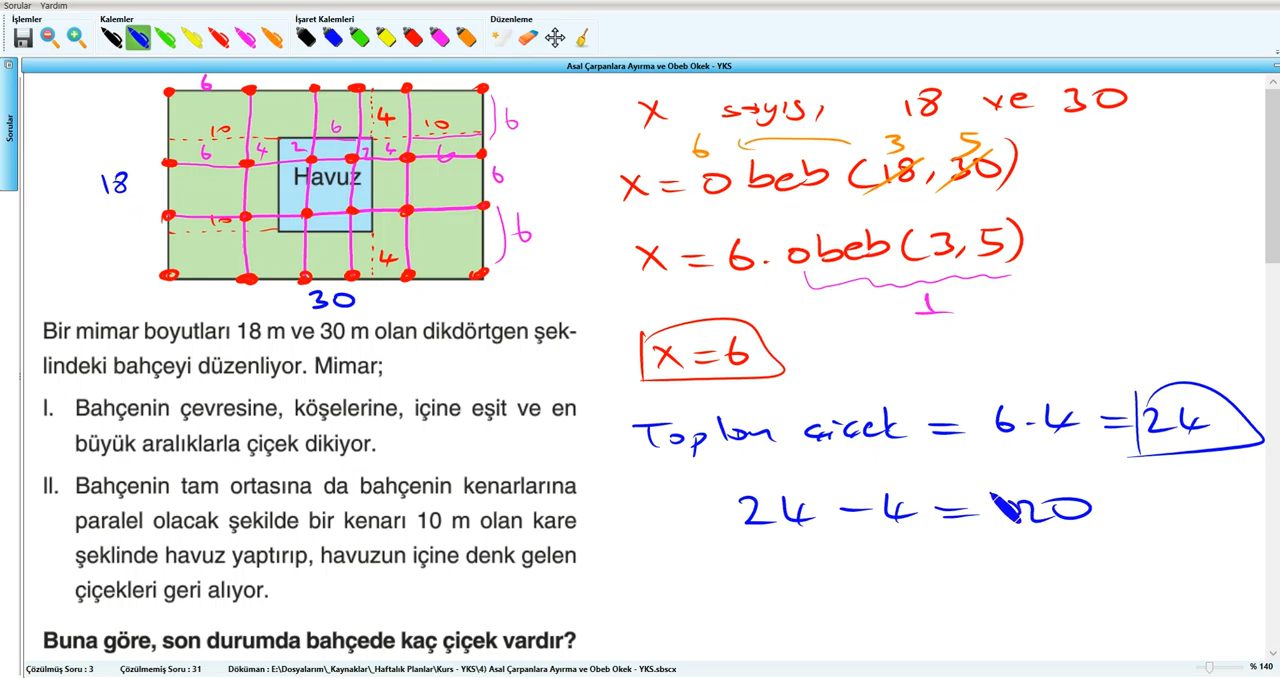 Sorular Yardım
İşlemler Kalemler İşaret Kalemleri Düzenleme
Asal Çarpanlara Ayırma ve Obeb Okek - YKS
Sorular
6
10 6 4 10 6
6 4 2 2 4 6
Havuz
18 6
10 6
4
30
x sayısı, 18 ve 30
6 3 5
x = obeb (18, 30)
x = 6. obeb (3, 5)
1
x = 6
Toplam çiçek = 6.4 = 24
24 - 4 = 20
Bir mimar boyutları 18 m ve 30 m olan dikdörtgen şek-
lindeki bahçeyi düzenliyor. Mimar;
I. Bahçenin çevresine, köşelerine, içine eşit ve en
büyük aralıklarla çiçek dikiyor.
II. Bahçenin tam ortasına da bahçenin kenarlarına
paralel olacak şekilde bir kenarı 10 m olan kare
şeklinde havuz yaptırıp, havuzun içine denk gelen
çiçekleri geri alıyor.
Buna göre, son durumda bahçede kaç çiçek vardır?
Çözülmüş Soru : 3 Çözülmemiş Soru : 31 Döküman : E:\Dosyalarım\_Kaynaklar\_Haftalık Planlar\Kurs - YKS\4) Asal Çarpanlara Ayırma ve Obeb Okek - YKS.sbscx % 140